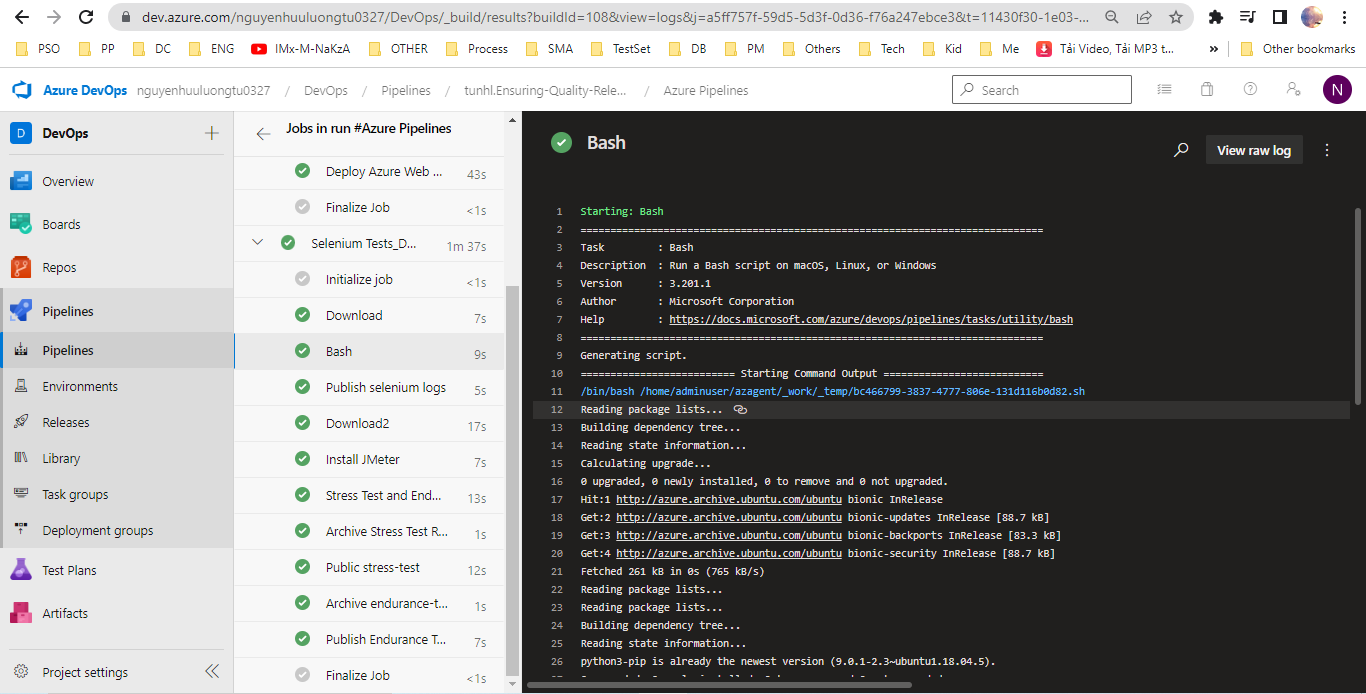 dev.azure.com/nguyenhuuluongtu0327/DevOps/_build/results?buildId=108&view=logs&j=a5ff757f-59d5-5d3f-0d36-f76a247ebce3&t=11430f30-1e03-...
PSO PP DC ENG IMx-M-NaKzA OTHER Process SMA TestSet DB PM Others Tech Kid Me Tải Video, Tải MP3 t... » Other bookmarks
Azure DevOps nguyenhuuluongtu0327 / DevOps / Pipelines / tunhl.Ensuring-Quality-Rele... / Azure Pipelines Search N
D DevOps
Overview
Boards
Repos
Pipelines
Pipelines
Environments
Releases
Library
Task groups
Deployment groups
Test Plans
Artifacts
Project settings
Jobs in run #Azure Pipelines
Deploy Azure Web ... 43s
Finalize Job <1s
Selenium Tests_D... 1m 37s
Initialize job <1s
Download 7s
Bash 9s
Publish selenium logs 5s
Download2 17s
Install JMeter 7s
Stress Test and End... 13s
Archive Stress Test R... 1s
Public stress-test 12s
Archive endurance-t... 1s
Publish Endurance T... 7s
Finalize Job <1s
Bash
View raw log
1 Starting: Bash
2 ==============================================================================
3 Task : Bash
4 Description : Run a Bash script on macOS, Linux, or Windows
5 Version : 3.201.1
6 Author : Microsoft Corporation
7 Help : https://docs.microsoft.com/azure/devops/pipelines/tasks/utility/bash
8 ==============================================================================
9 Generating script.
10 ========================== Starting Command Output ===========================
11 /bin/bash /home/adminuser/azagent/_work/_temp/bc466799-3837-4777-806e-131d116b0d82.sh
12 Reading package lists...
13 Building dependency tree...
14 Reading state information...
15 Calculating upgrade...
16 0 upgraded, 0 newly installed, 0 to remove and 0 not upgraded.
17 Hit:1 http://azure.archive.ubuntu.com/ubuntu bionic InRelease
18 Get:2 http://azure.archive.ubuntu.com/ubuntu bionic-updates InRelease [88.7 kB]
19 Get:3 http://azure.archive.ubuntu.com/ubuntu bionic-backports InRelease [83.3 kB]
20 Get:4 http://azure.archive.ubuntu.com/ubuntu bionic-security InRelease [88.7 kB]
21 Fetched 261 kB in 0s (765 kB/s)
22 Reading package lists...
23 Reading package lists...
24 Building dependency tree...
25 Reading state information...
26 python3-pip is already the newest version (9.0.1-2.3~ubuntu1.18.04.5).